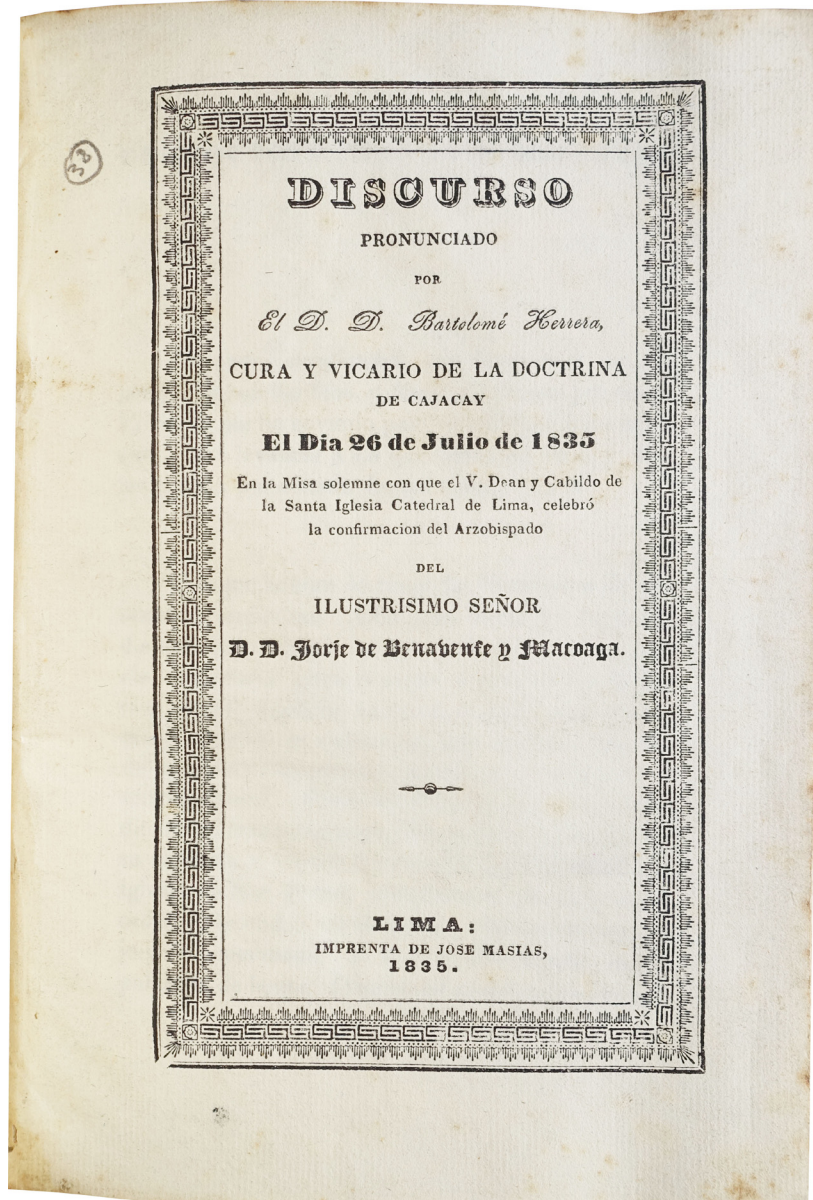 32
DISCURSO
PRONUNCIADO
POR
El D. D. Bartolomé Herrera,
CURA Y VICARIO DE LA DOCTRINA
DE CAJACAY
El Dia 26 de Julio de 1835
En la Misa solemne con que el V. Dean y Cabildo de
la Santa Iglesia Catedral de Lima, celebró
la confirmacion del Arzobispado
DEL
ILUSTRISIMO SEÑOR
D. D. Jorje de Benavente y Macoaga.
LIMA:
IMPRENTA DE JOSE MASIAS,
1835.